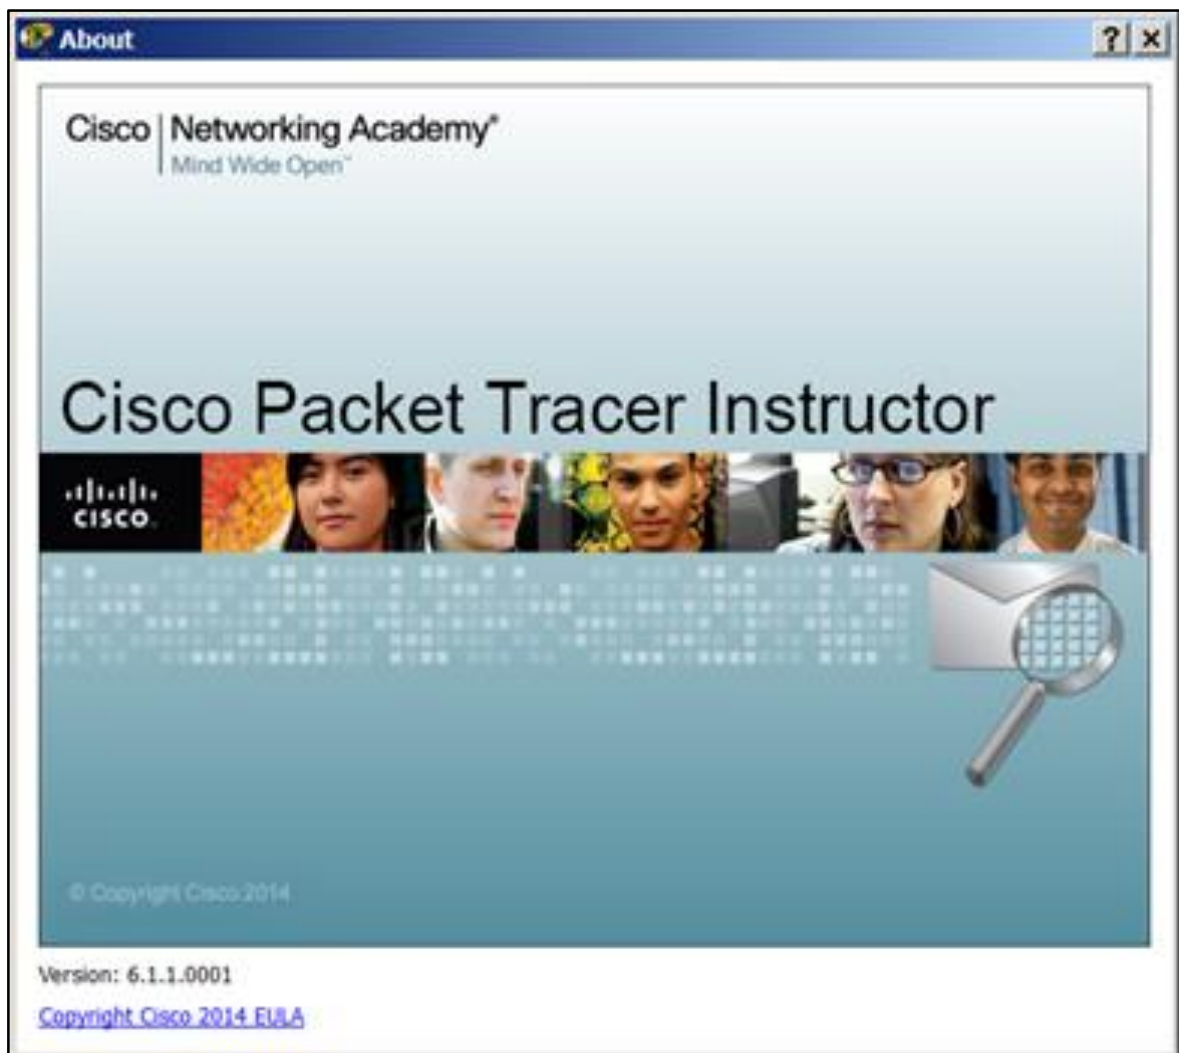 About
Cisco Networking Academy®
Mind Wide Open™
Cisco Packet Tracer Instructor
CISCO.
© Copyright Cisco 2014
Version: 6.1.1.0001
Copyright Cisco 2014 EULA